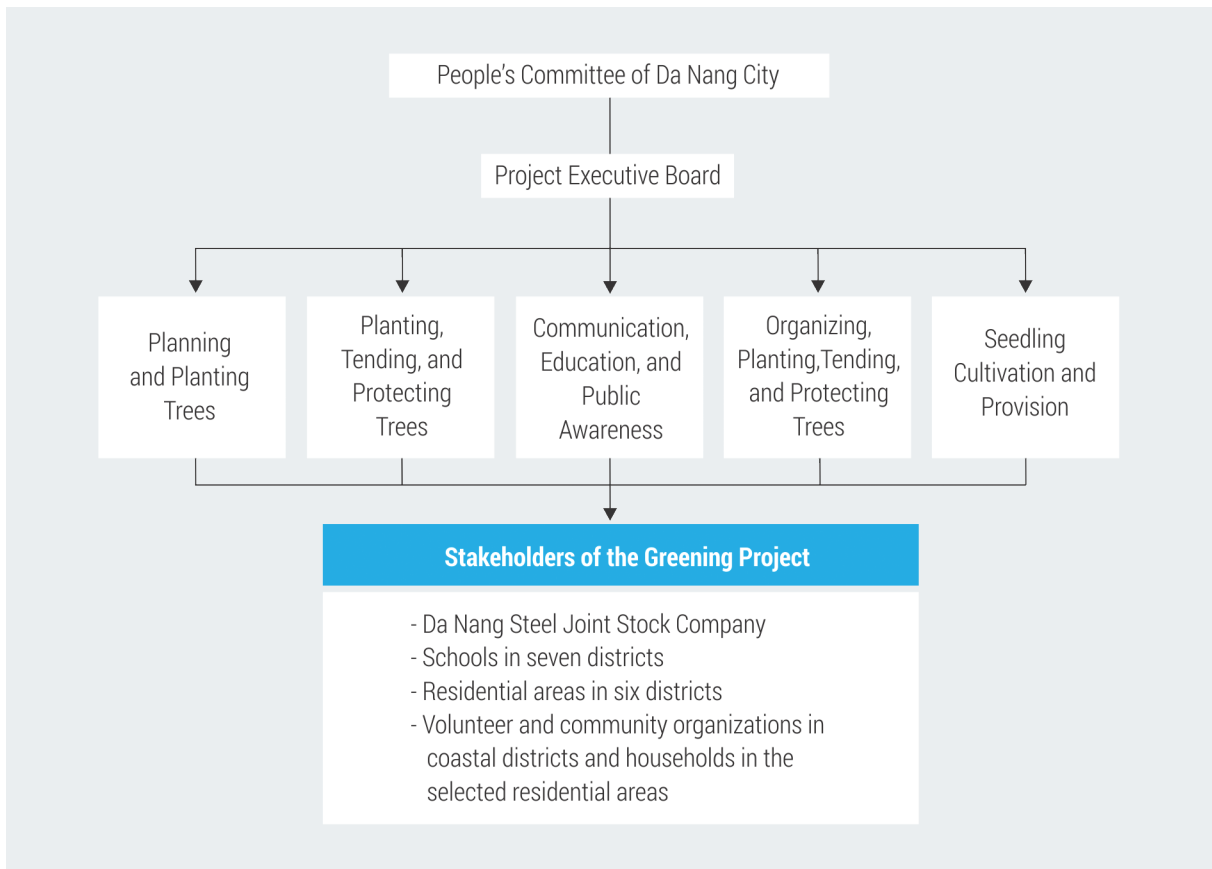 People's Committee of Da Nang City
Project Executive Board
Planning
and Planting
Trees
Planting,
Tending, and
Protecting
Trees
Communication,
Education, and
Public
Awareness
Organizing,
Planting,Tending,
and Protecting
Trees
Seedling
Cultivation and
Provision
Stakeholders of the Greening Project
- Da Nang Steel Joint Stock Company
- Schools in seven districts
- Residential areas in six districts
- Volunteer and community organizations in
coastal districts and households in the
selected residential areas